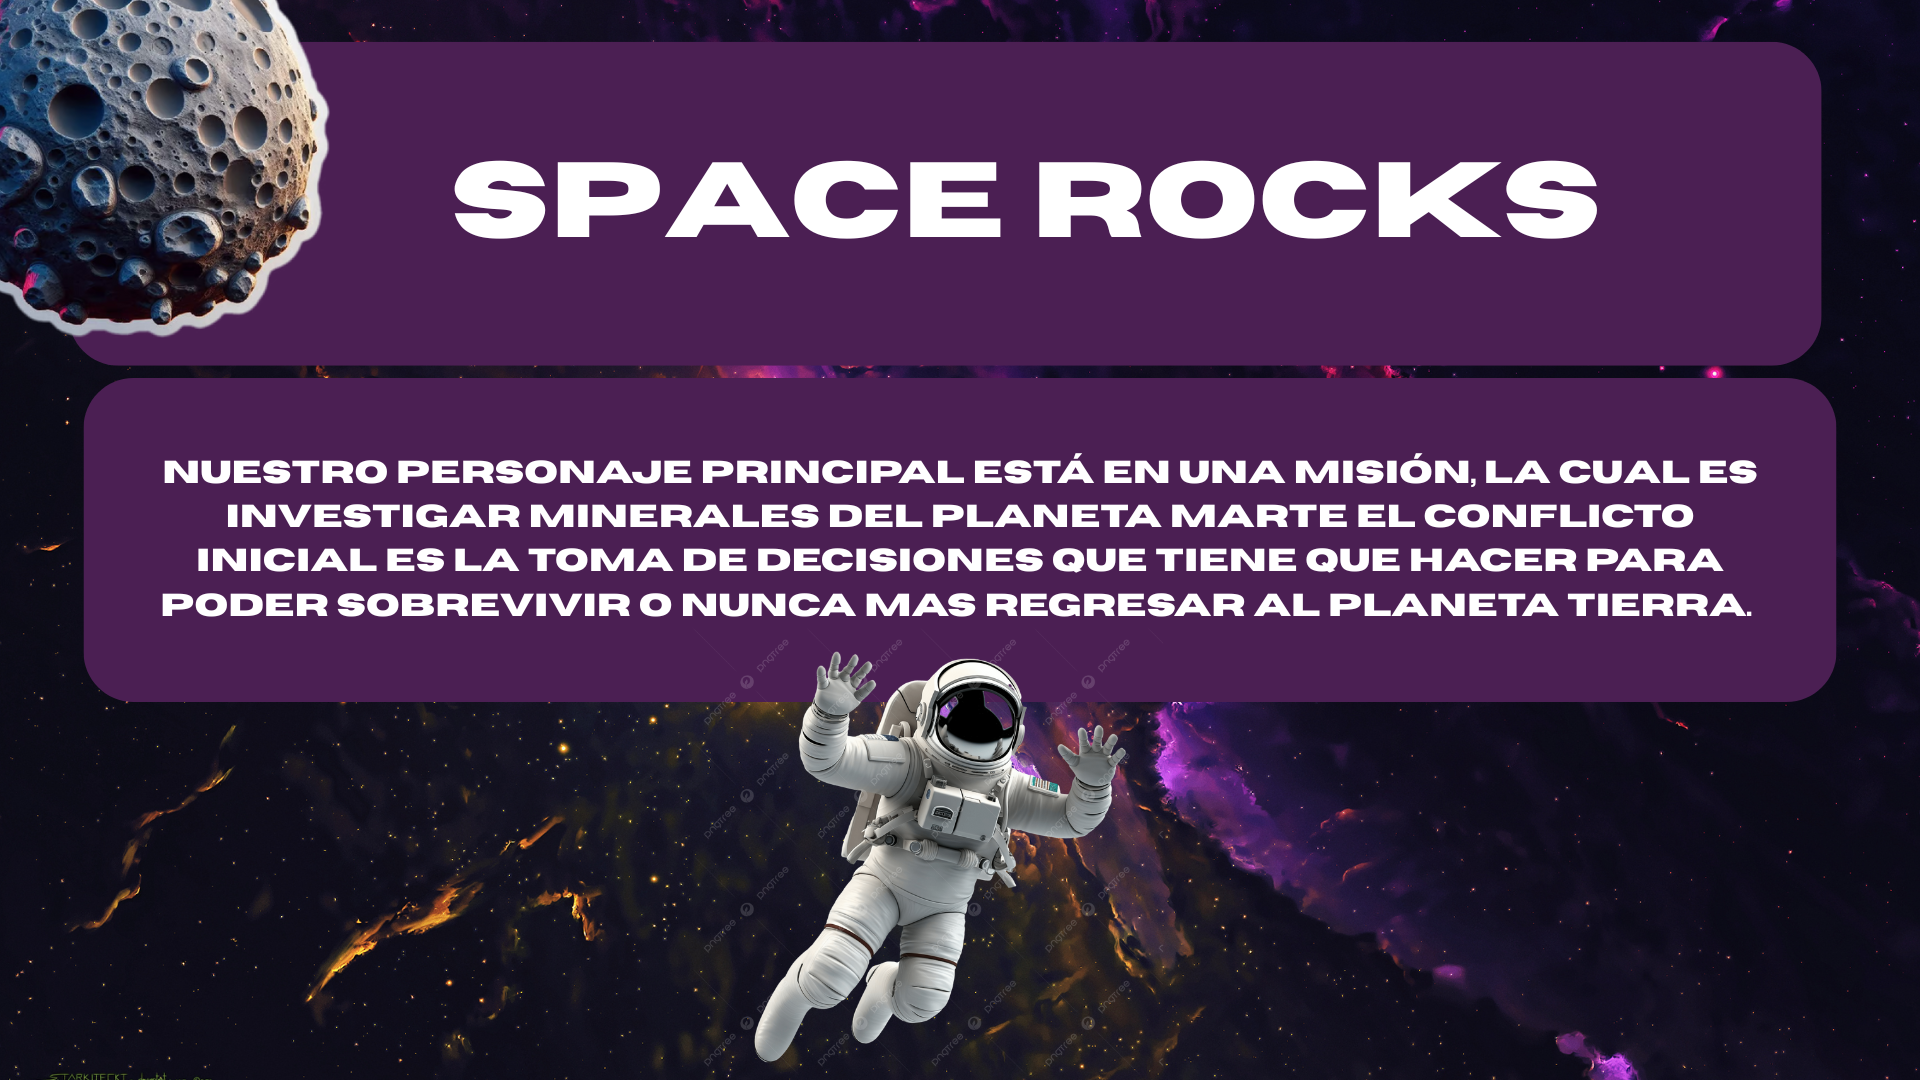 SPACE ROCKS
NUESTRO PERSONAJE PRINCIPAL ESTÁ EN UNA MISIÓN, LA CUAL ES
INVESTIGAR MINERALES DEL PLANETA MARTE EL CONFLICTO
INICIAL ES LA TOMA DE DECISIONES QUE TIENE QUE HACER PARA
PODER SOBREVIVIR O NUNCA MAS REGRESAR AL PLANETA TIERRA.
pngtree